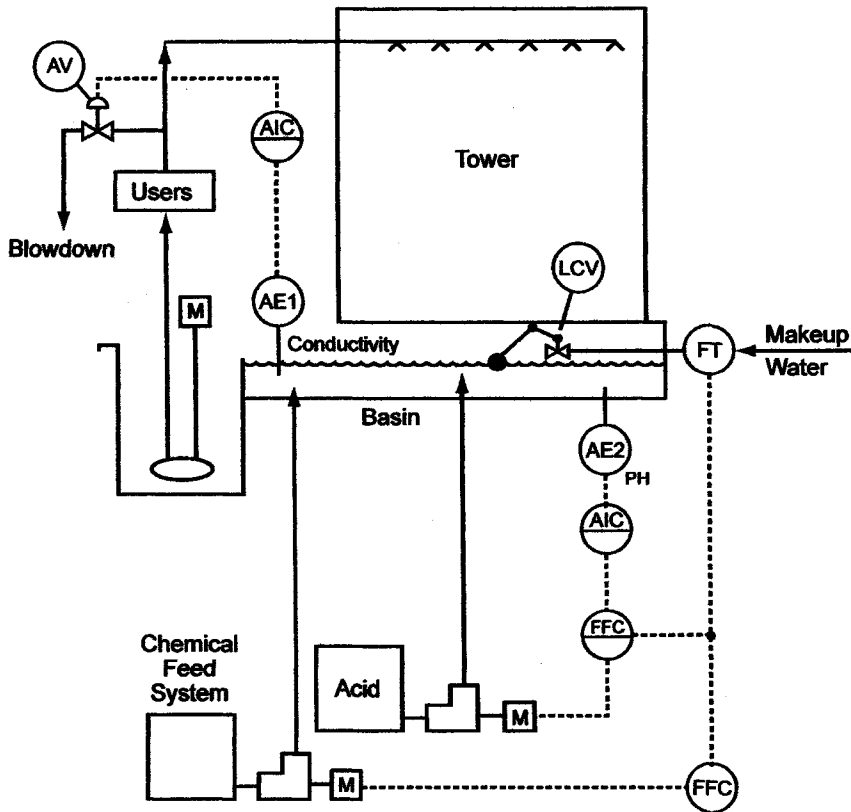 AV
AIC
Tower
Users
Blowdown
LCV
M
AE1
Conductivity
FT
Makeup
Water
Basin
AE2
PH
AIC
FFC
Chemical
Feed
System
Acid
M
M
FFC